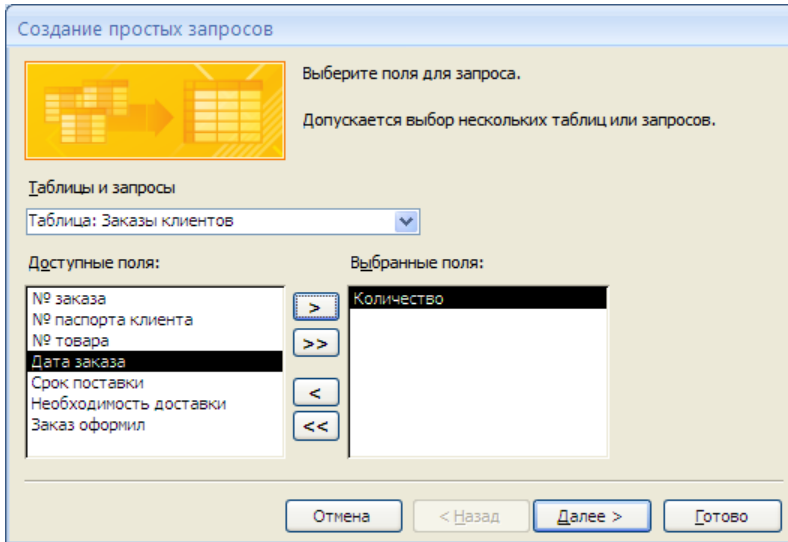 Создание простых запросов
Выберите поля для запроса.
Допускается выбор нескольких таблиц или запросов.
Таблицы и запросы
Таблица: Заказы клиентов
Доступные поля:
Выбранные поля:
№ заказа
№ паспорта клиента
№ товара
Дата заказа
Срок поставки
Необходимость доставки
Заказ оформил
>
>>
<
<<
Количество
Отмена
< Назад
Далее >
Готово